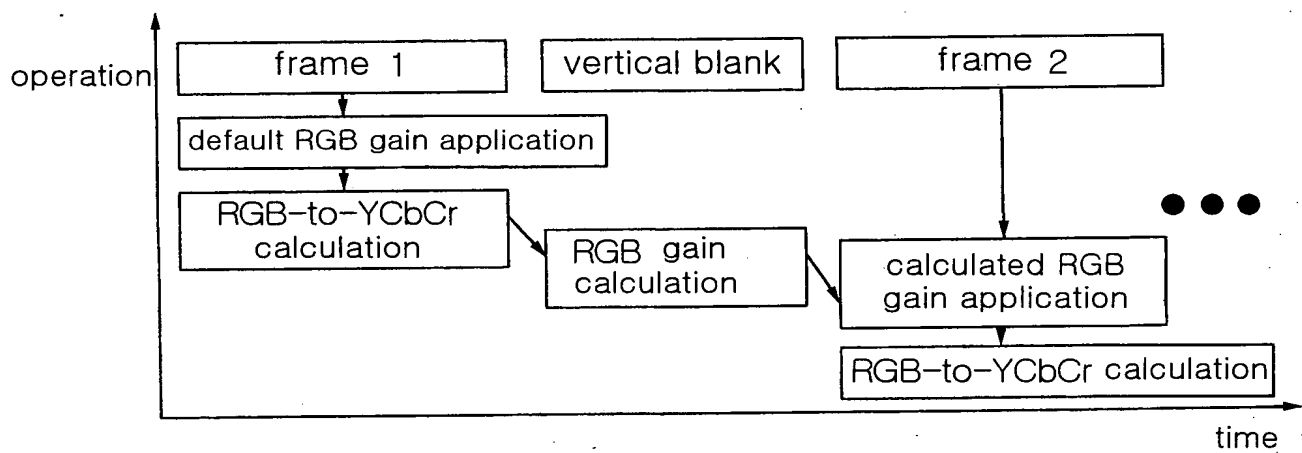 operation
frame 1
vertical blank
frame 2
default RGB gain application
RGB-to-YCbCr
calculation
RGB gain
calculation
calculated RGB
gain application
RGB-to-YCbCr calculation
time